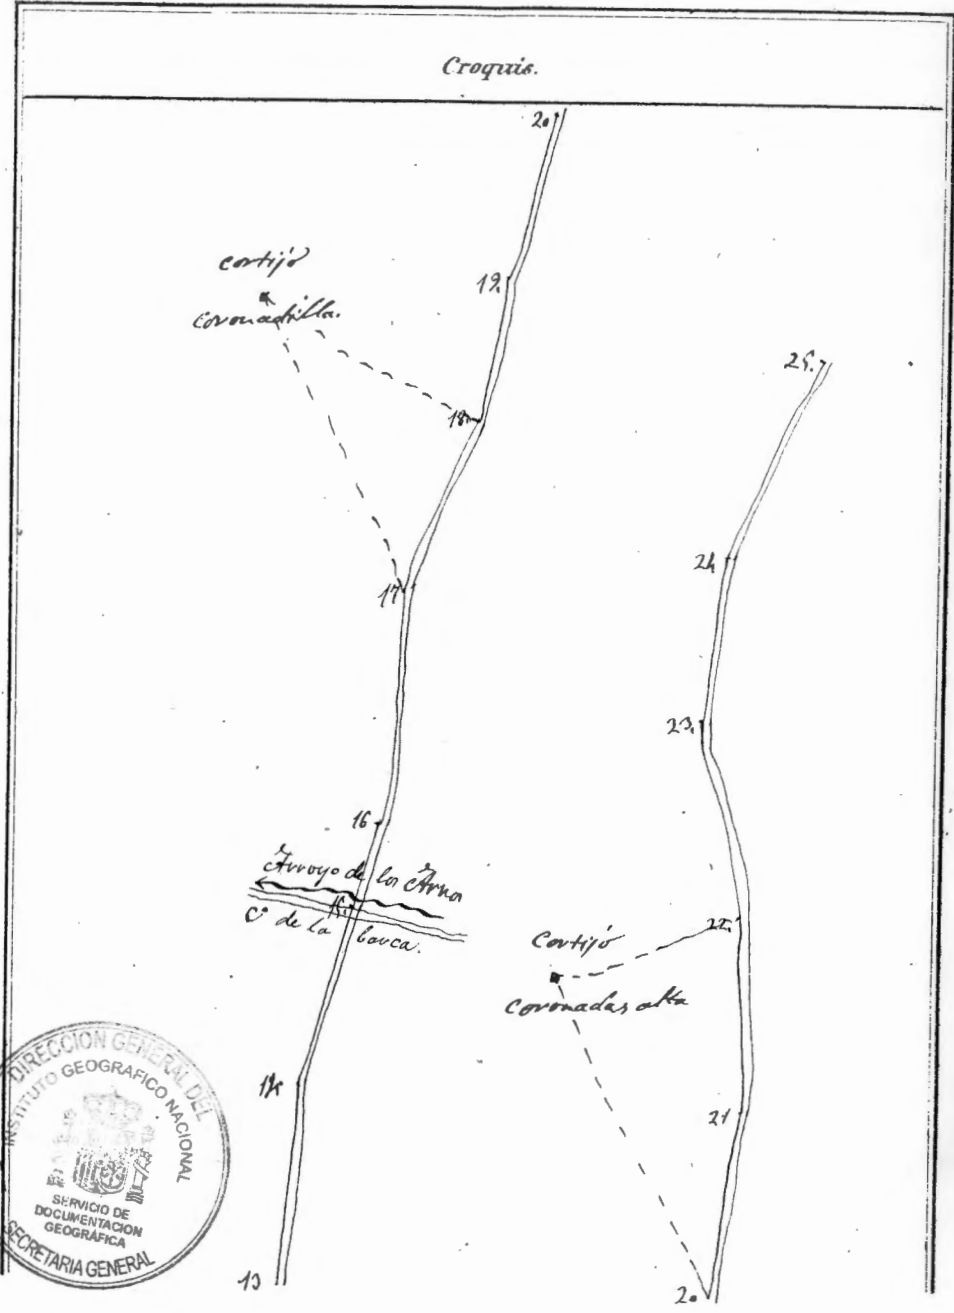 Croquis.
20
19.
cortijo
coronadilla.
18
17
16
Arroyo de los
15.
C.º de la barca.
14
13
25.
24
23.
22.
Cortijo
coronadas alta
21
20
DIRECCION GENERAL DEL
INSTITUTO GEOGRAFICO NACIONAL
SERVICIO DE
DOCUMENTACION
GEOGRAFICA
SECRETARIA GENERAL